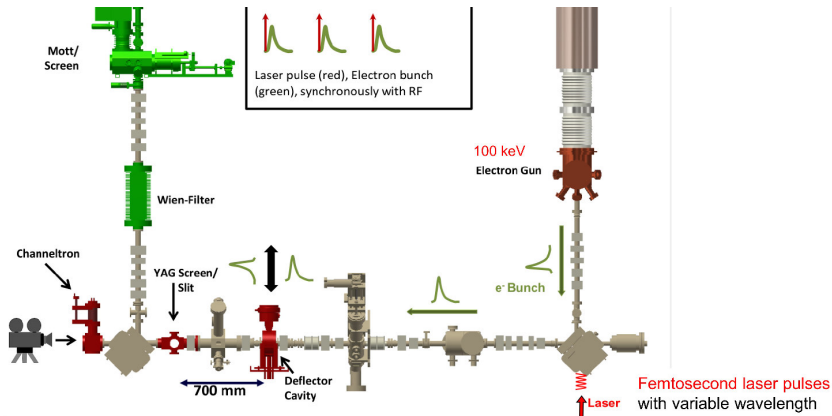 Mott/
Screen
Laser pulse (red), Electron bunch
(green), synchronously with RF
100 keV
Electron Gun
Wien-Filter
Channeltron
YAG Screen/
Slit
e⁻ Bunch
700 mm
Deflector
Cavity
Laser
Femtosecond laser pulses
with variable wavelength